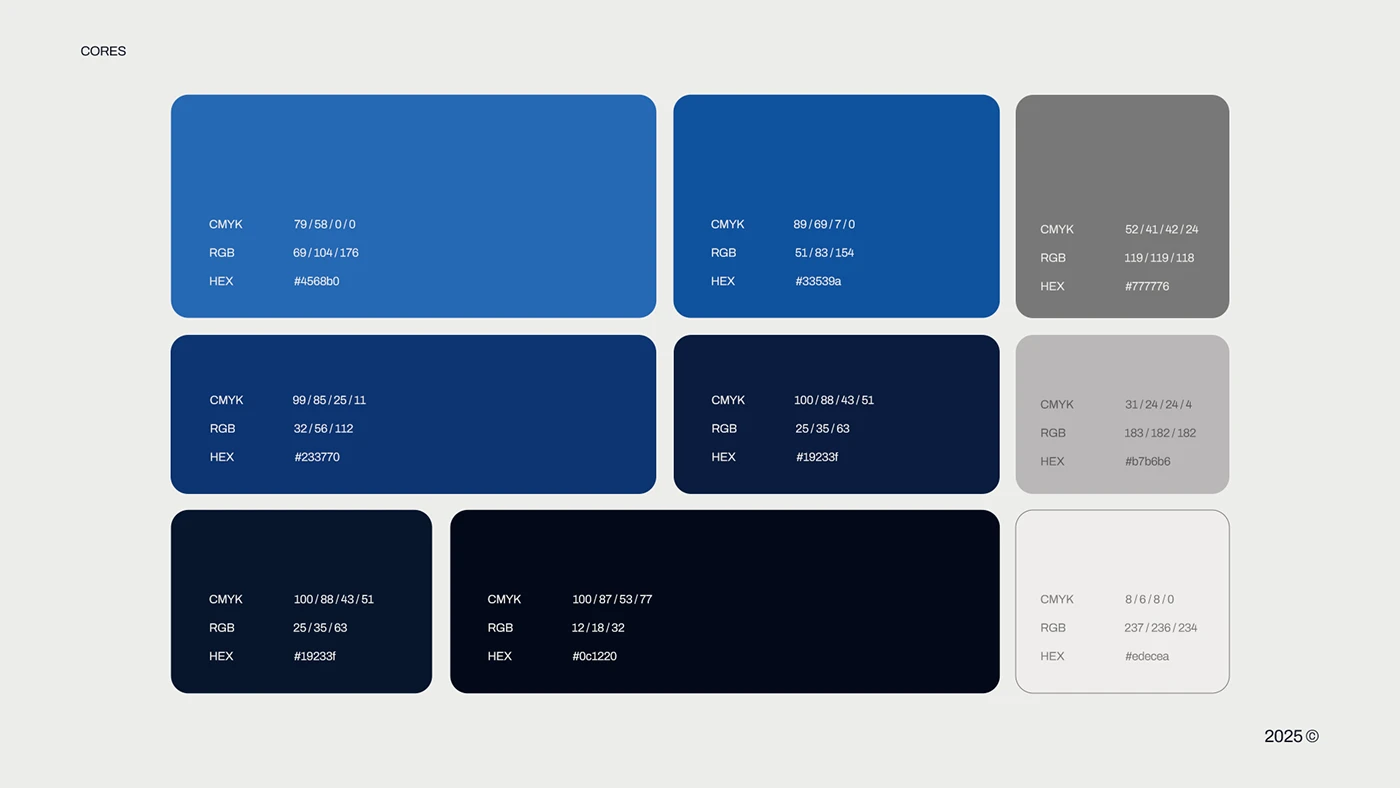 CORES
CMYK 79 / 58 / 0 / 0
RGB 69 / 104 / 176
HEX #4568b0
CMYK 89 / 69 / 7 / 0
RGB 51 / 83 / 154
HEX #33539a
CMYK 52 / 41 / 42 / 24
RGB 119 / 119 / 118
HEX #777776
CMYK 99 / 85 / 25 / 11
RGB 32 / 56 / 112
HEX #233770
CMYK 100 / 88 / 43 / 51
RGB 25 / 35 / 63
HEX #19233f
CMYK 31 / 24 / 24 / 4
RGB 183 / 182 / 182
HEX #b7b6b6
CMYK 100 / 88 / 43 / 51
RGB 25 / 35 / 63
HEX #19233f
CMYK 100 / 87 / 53 / 77
RGB 12 / 18 / 32
HEX #0c1220
CMYK 8 / 6 / 8 / 0
RGB 237 / 236 / 234
HEX #edecea
2025 ©